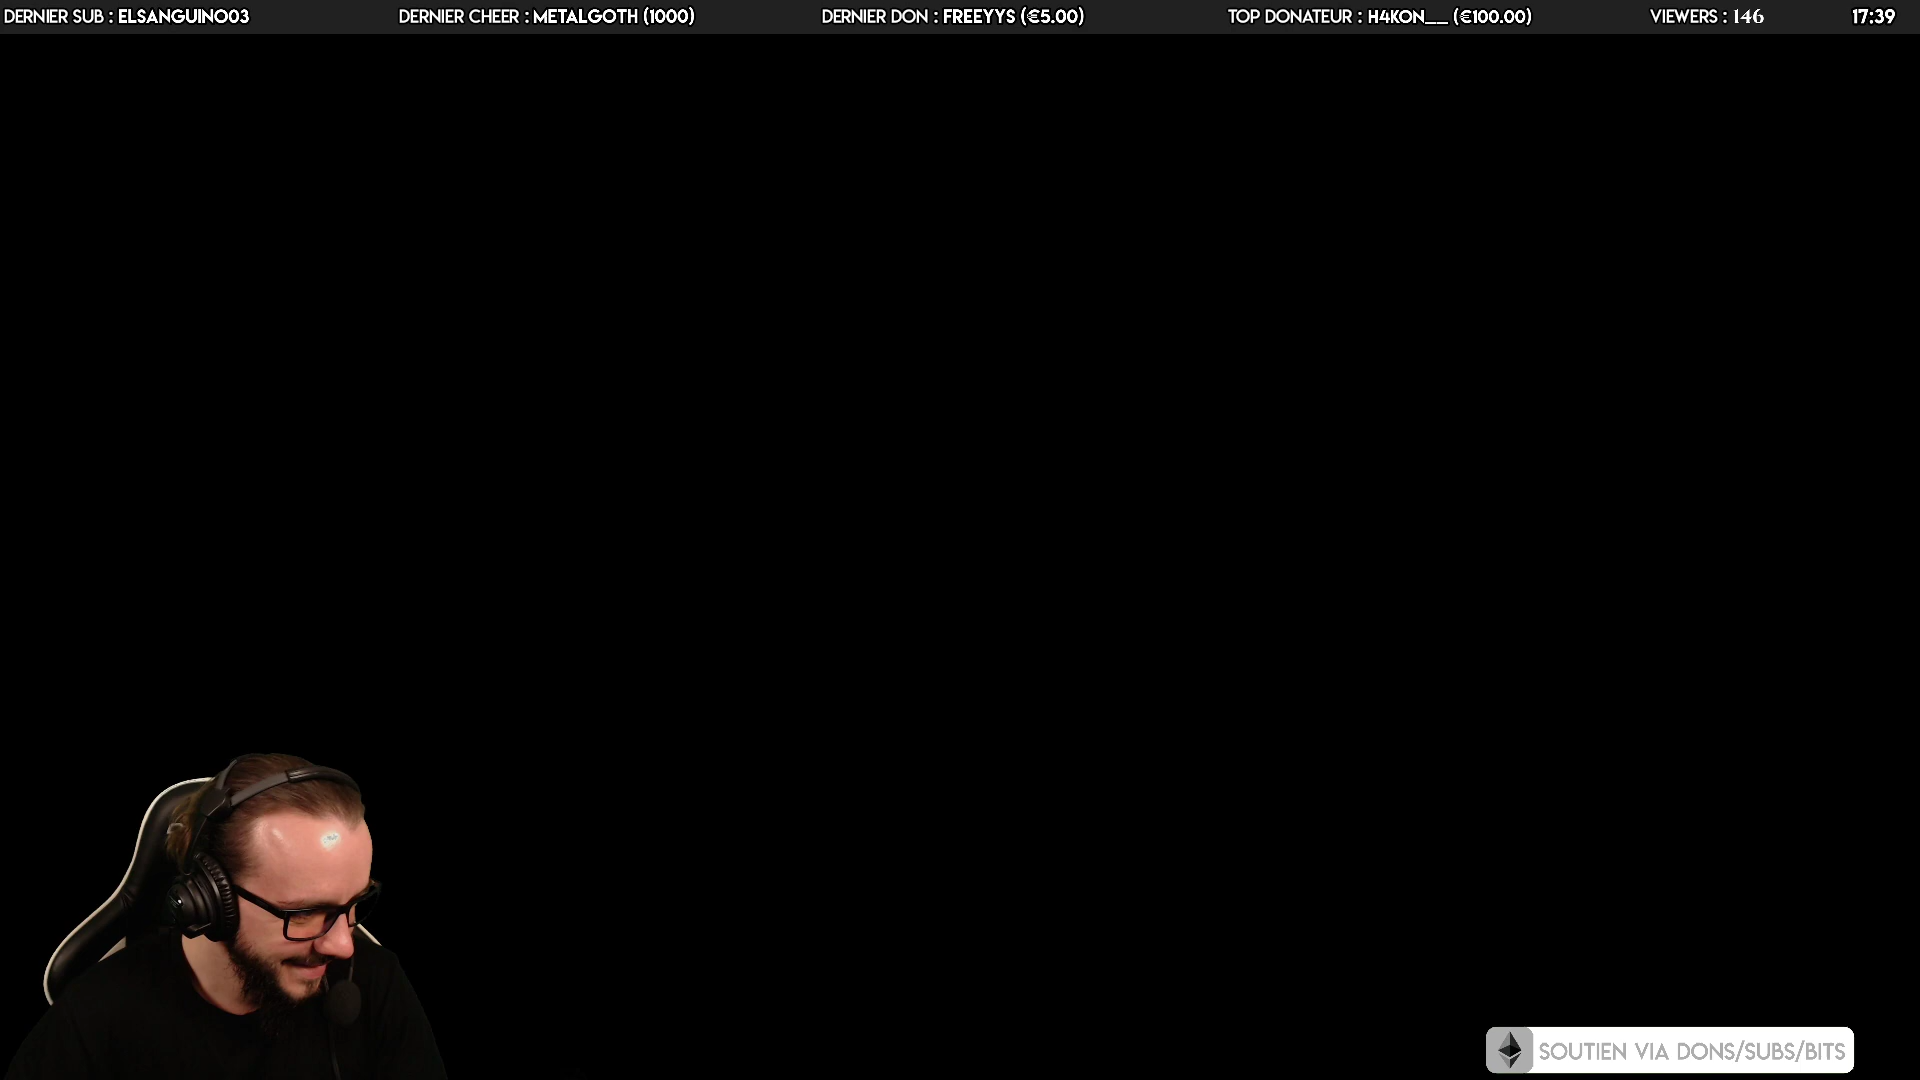 DERNIER SUB : ELSANGUINO03
DERNIER CHEER : METALGOTH (1000)
DERNIER DON : FREEYYS (€5.00)
TOP DONATEUR : H4KON__ (€100.00)
VIEWERS : 146
17:39
SOUTIEN VIA DONS/SUBS/BITS